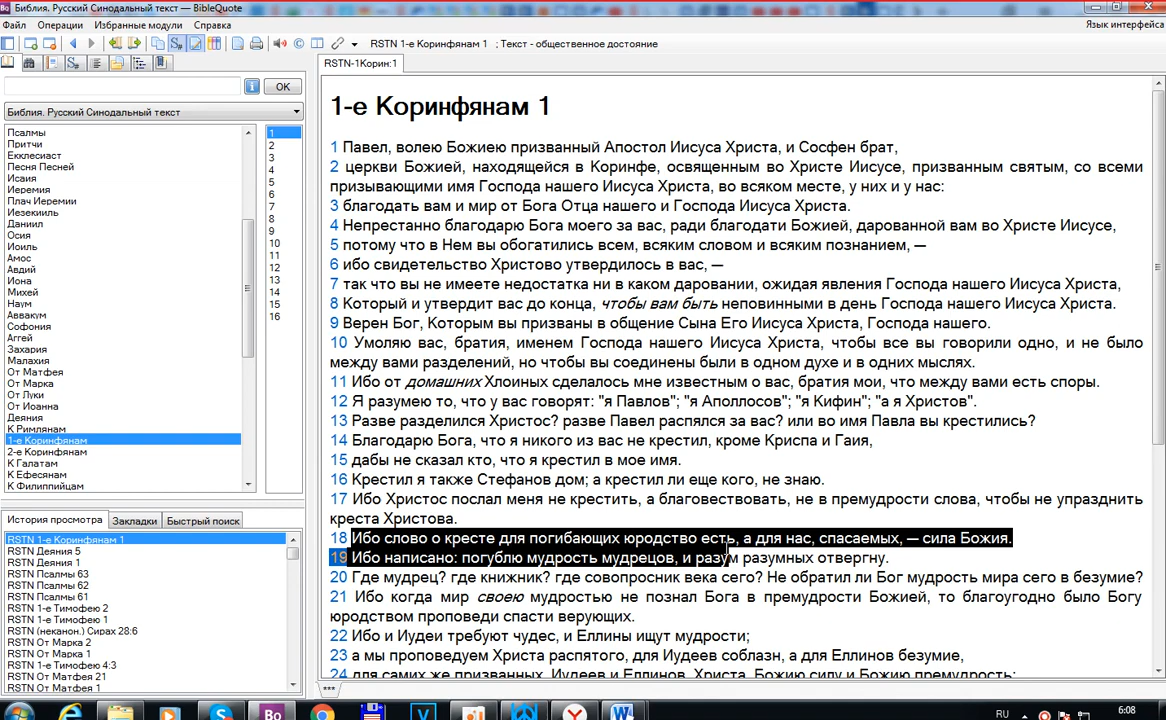 Библия. Русский Синодальный текст — BibleQuote
Файл Операции Избранные модули Справка
Язык интерфейса
RSTN 1-е Коринфянам 1 ; Текст - общественное достояние
OK
Библия. Русский Синодальный текст
Псалмы
Притчи
Екклесиаст
Песня Песней
Исаия
Иеремия
Плач Иеремии
Иезекииль
Даниил
Осия
Иоиль
Амос
Авдий
Иона
Михей
Наум
Аввакум
Софония
Аггей
Захария
Малахия
От Матфея
От Марка
От Луки
От Иоанна
Деяния
К Римлянам
1-е Коринфянам
2-е Коринфянам
К Галатам
К Ефесянам
К Филиппийцам
1
2
3
4
5
6
7
8
9
10
11
12
13
14
15
16
История просмотра Закладки Быстрый поиск
RSTN 1-е Коринфянам 1
RSTN Деяния 5
RSTN Деяния 1
RSTN Псалмы 63
RSTN Псалмы 62
RSTN Псалмы 61
RSTN 1-е Тимофею 2
RSTN 1-е Тимофею 1
RSTN (неканон.) Сирах 28:6
RSTN От Марка 2
RSTN От Марка 1
RSTN 1-е Тимофею 4:3
RSTN От Матфея 21
RSTN От Матфея 1
RSTN-1Корин:1
1-е Коринфянам 1
1 Павел, волею Божиею призванный Апостол Иисуса Христа, и Сосфен брат,
2 церкви Божией, находящейся в Коринфе, освященным во Христе Иисусе, призванным святым, со всеми
призывающими имя Господа нашего Иисуса Христа, во всяком месте, у них и у нас:
3 благодать вам и мир от Бога Отца нашего и Господа Иисуса Христа.
4 Непрестанно благодарю Бога моего за вас, ради благодати Божией, дарованной вам во Христе Иисусе,
5 потому что в Нем вы обогатились всем, всяким словом и всяким познанием, —
6 ибо свидетельство Христово утвердилось в вас, —
7 так что вы не имеете недостатка ни в каком даровании, ожидая явления Господа нашего Иисуса Христа,
8 Который и утвердит вас до конца, чтобы вам быть неповинными в день Господа нашего Иисуса Христа.
9 Верен Бог, Которым вы призваны в общение Сына Его Иисуса Христа, Господа нашего.
10 Умоляю вас, братия, именем Господа нашего Иисуса Христа, чтобы все вы говорили одно, и не было
между вами разделений, но чтобы вы соединены были в одном духе и в одних мыслях.
11 Ибо от домашних Хлоиных сделалось мне известным о вас, братия мои, что между вами есть споры.
12 Я разумею то, что у вас говорят: "я Павлов"; "я Аполлосов"; "я Кифин"; "а я Христов".
13 Разве разделился Христос? разве Павел распялся за вас? или во имя Павла вы крестились?
14 Благодарю Бога, что я никого из вас не крестил, кроме Криспа и Гаия,
15 дабы не сказал кто, что я крестил в мое имя.
16 Крестил я также Стефанов дом; а крестил ли еще кого, не знаю.
17 Ибо Христос послал меня не крестить, а благовествовать, не в премудрости слова, чтобы не упразднить
креста Христова.
18 Ибо слово о кресте для погибающих юродство есть, а для нас, спасаемых, — сила Божия.
19 Ибо написано: погублю мудрость мудрецов, и разум разумных отвергну.
20 Где мудрец? где книжник? где совопросник века сего? Не обратил ли Бог мудрость мира сего в безумие?
21 Ибо когда мир своею мудростью не познал Бога в премудрости Божией, то благоугодно было Богу
юродством проповеди спасти верующих.
22 Ибо и Иудеи требуют чудес, и Еллины ищут мудрости;
23 а мы проповедуем Христа распятого, для Иудеев соблазн, а для Еллинов безумие,
24 для самих же призванных, Иудеев и Еллинов, Христа, Божию силу и Божию премудрость;
***
RU
6:08